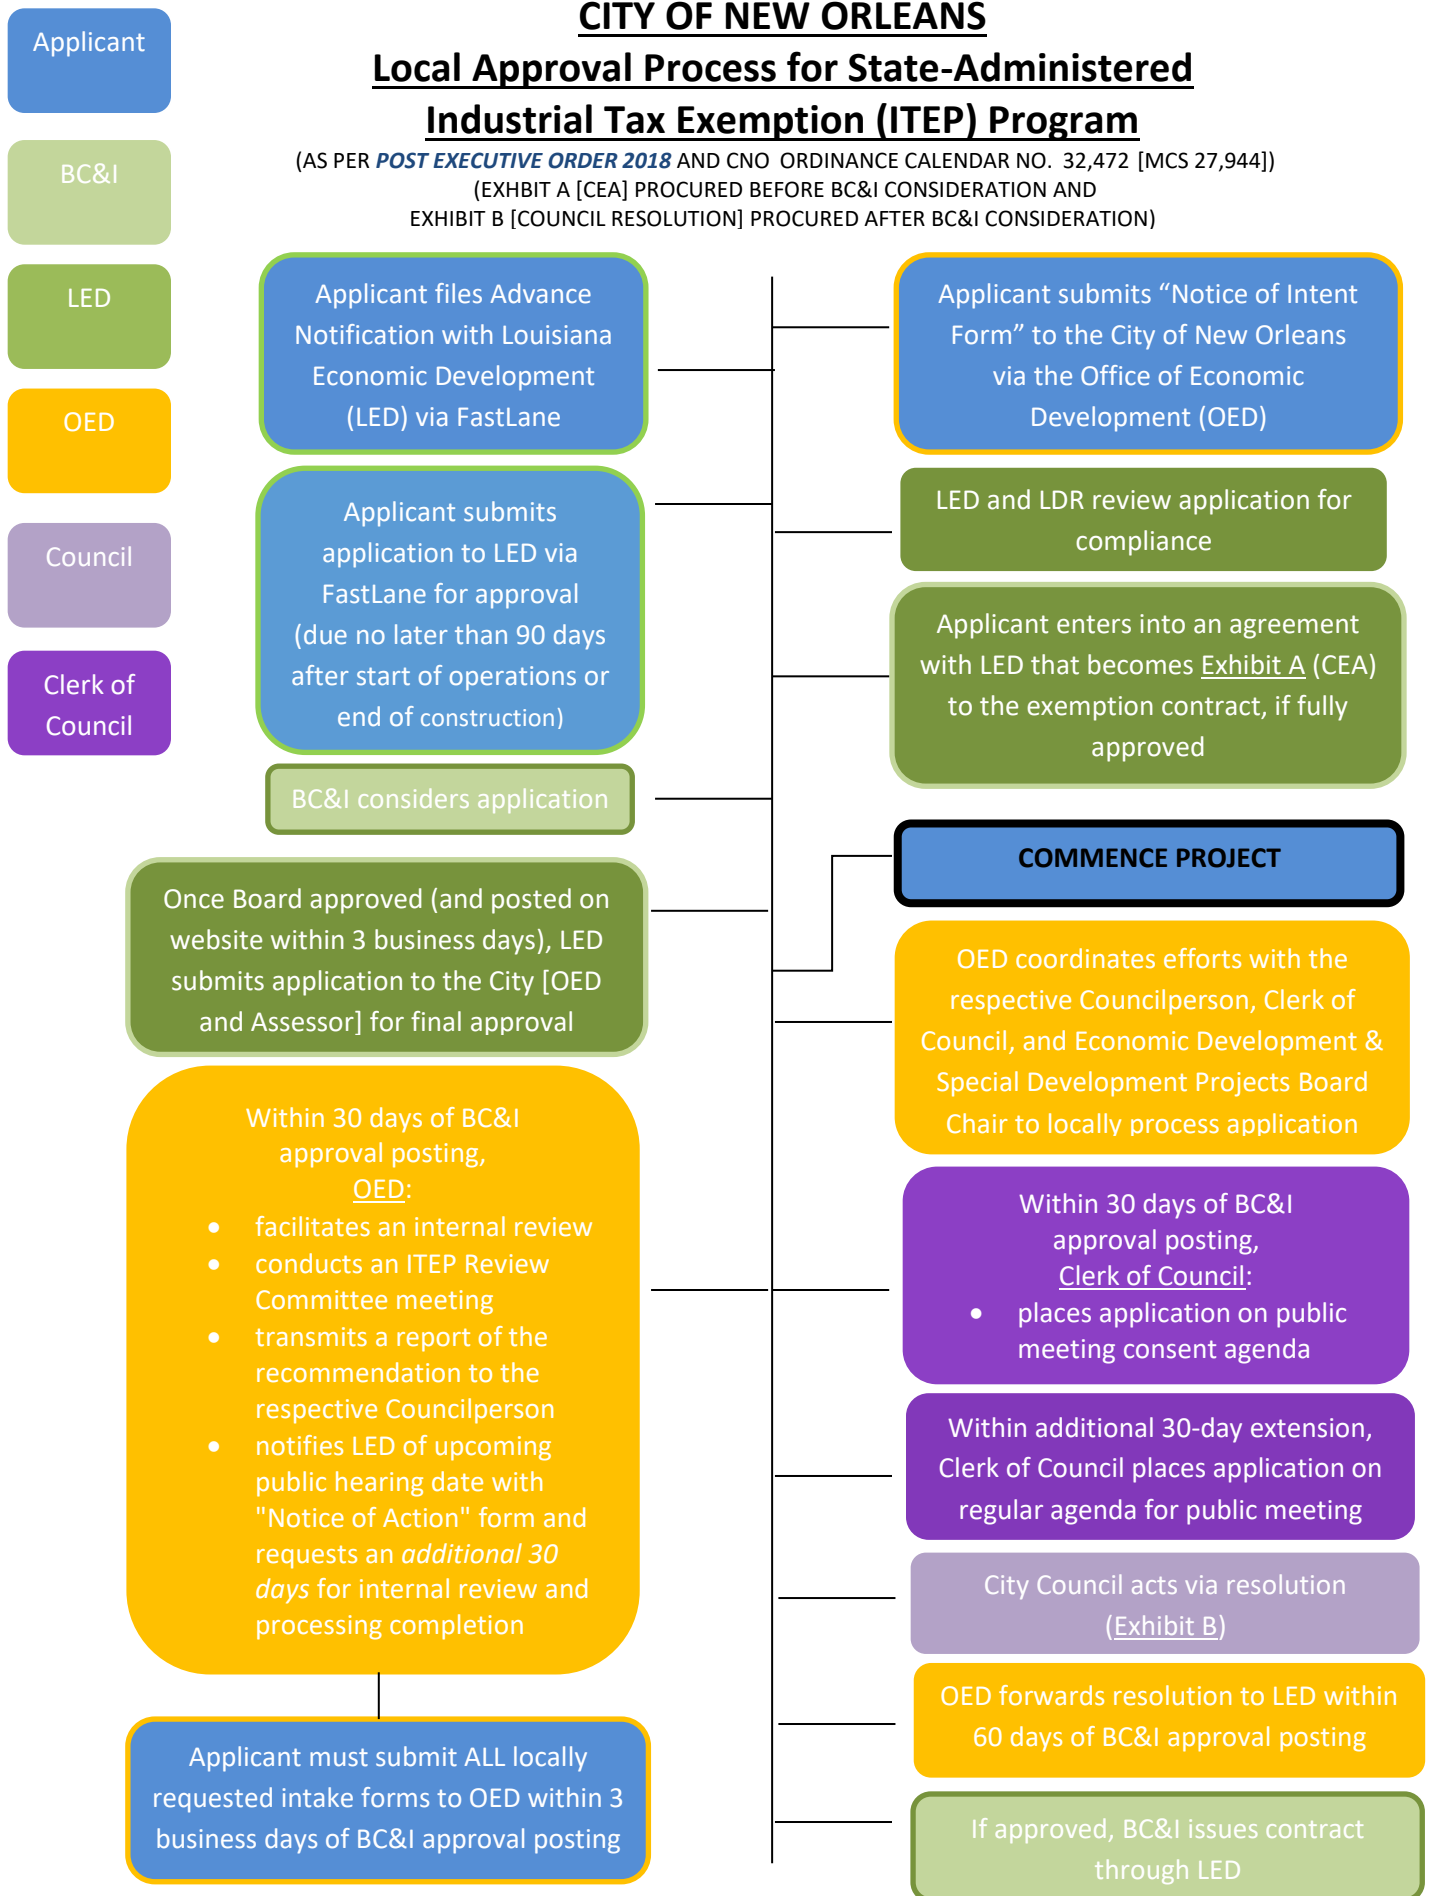 CITY OF NEW ORLEANS
Local Approval Process for State-Administered
Industrial Tax Exemption (ITEP) Program
(AS PER POST EXECUTIVE ORDER 2018 AND CNO ORDINANCE CALENDAR NO. 32,472 [MCS 27,944])
(EXHBIT A [CEA] PROCURED BEFORE BC&I CONSIDERATION AND
EXHIBIT B [COUNCIL RESOLUTION] PROCURED AFTER BC&I CONSIDERATION)
Applicant
BC&I
LED
OED
Council
Clerk of
Council
Applicant files Advance
Notification with Louisiana
Economic Development
(LED) via FastLane
Applicant submits “Notice of Intent
Form” to the City of New Orleans
via the Office of Economic
Development (OED)
Applicant submits
application to LED via
FastLane for approval
(due no later than 90 days
after start of operations or
end of construction)
LED and LDR review application for
compliance
Applicant enters into an agreement
with LED that becomes Exhibit A (CEA)
to the exemption contract, if fully
approved
BC&I considers application
COMMENCE PROJECT
Once Board approved (and posted on
website within 3 business days), LED
submits application to the City [OED
and Assessor] for final approval
OED coordinates efforts with the
respective Councilperson, Clerk of
Council, and Economic Development &
Special Development Projects Board
Chair to locally process application
Within 30 days of BC&I
approval posting,
OED:
• facilitates an internal review
• conducts an ITEP Review
Committee meeting
• transmits a report of the
recommendation to the
respective Councilperson
• notifies LED of upcoming
public hearing date with
"Notice of Action" form and
requests an additional 30
days for internal review and
processing completion
Within 30 days of BC&I
approval posting,
Clerk of Council:
• places application on public
meeting consent agenda
Within additional 30-day extension,
Clerk of Council places application on
regular agenda for public meeting
City Council acts via resolution
(Exhibit B)
OED forwards resolution to LED within
60 days of BC&I approval posting
Applicant must submit ALL locally
requested intake forms to OED within 3
business days of BC&I approval posting
If approved, BC&I issues contract
through LED